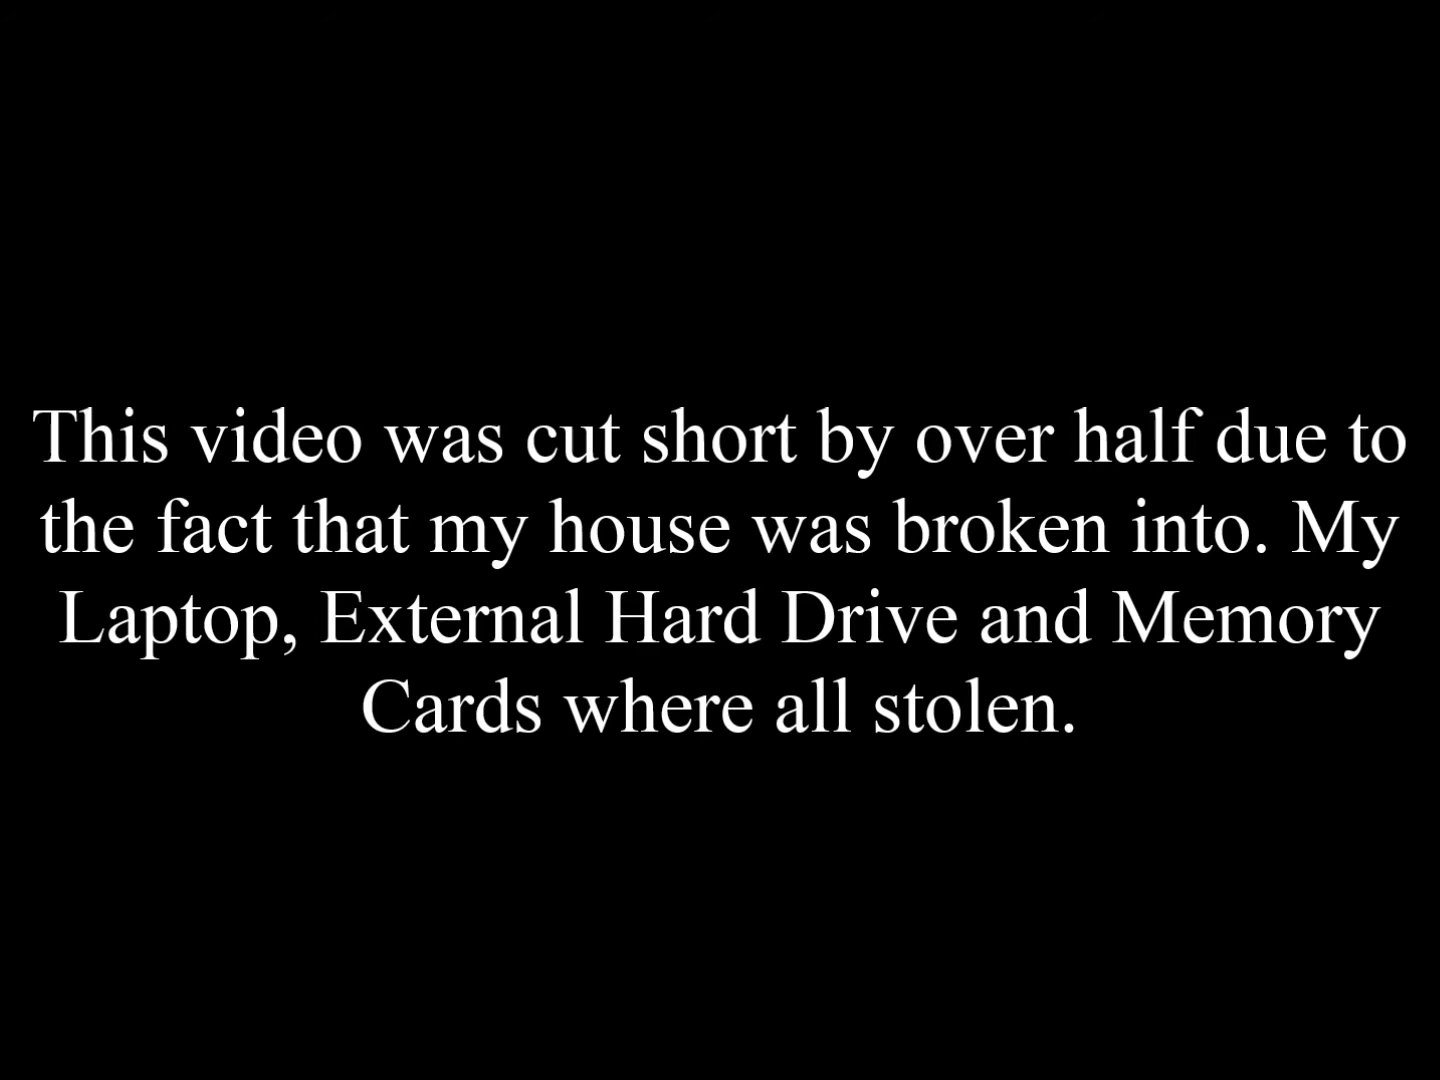 This video was cut short by over half due to
the fact that my house was broken into. My
Laptop, External Hard Drive and Memory
Cards where all stolen.